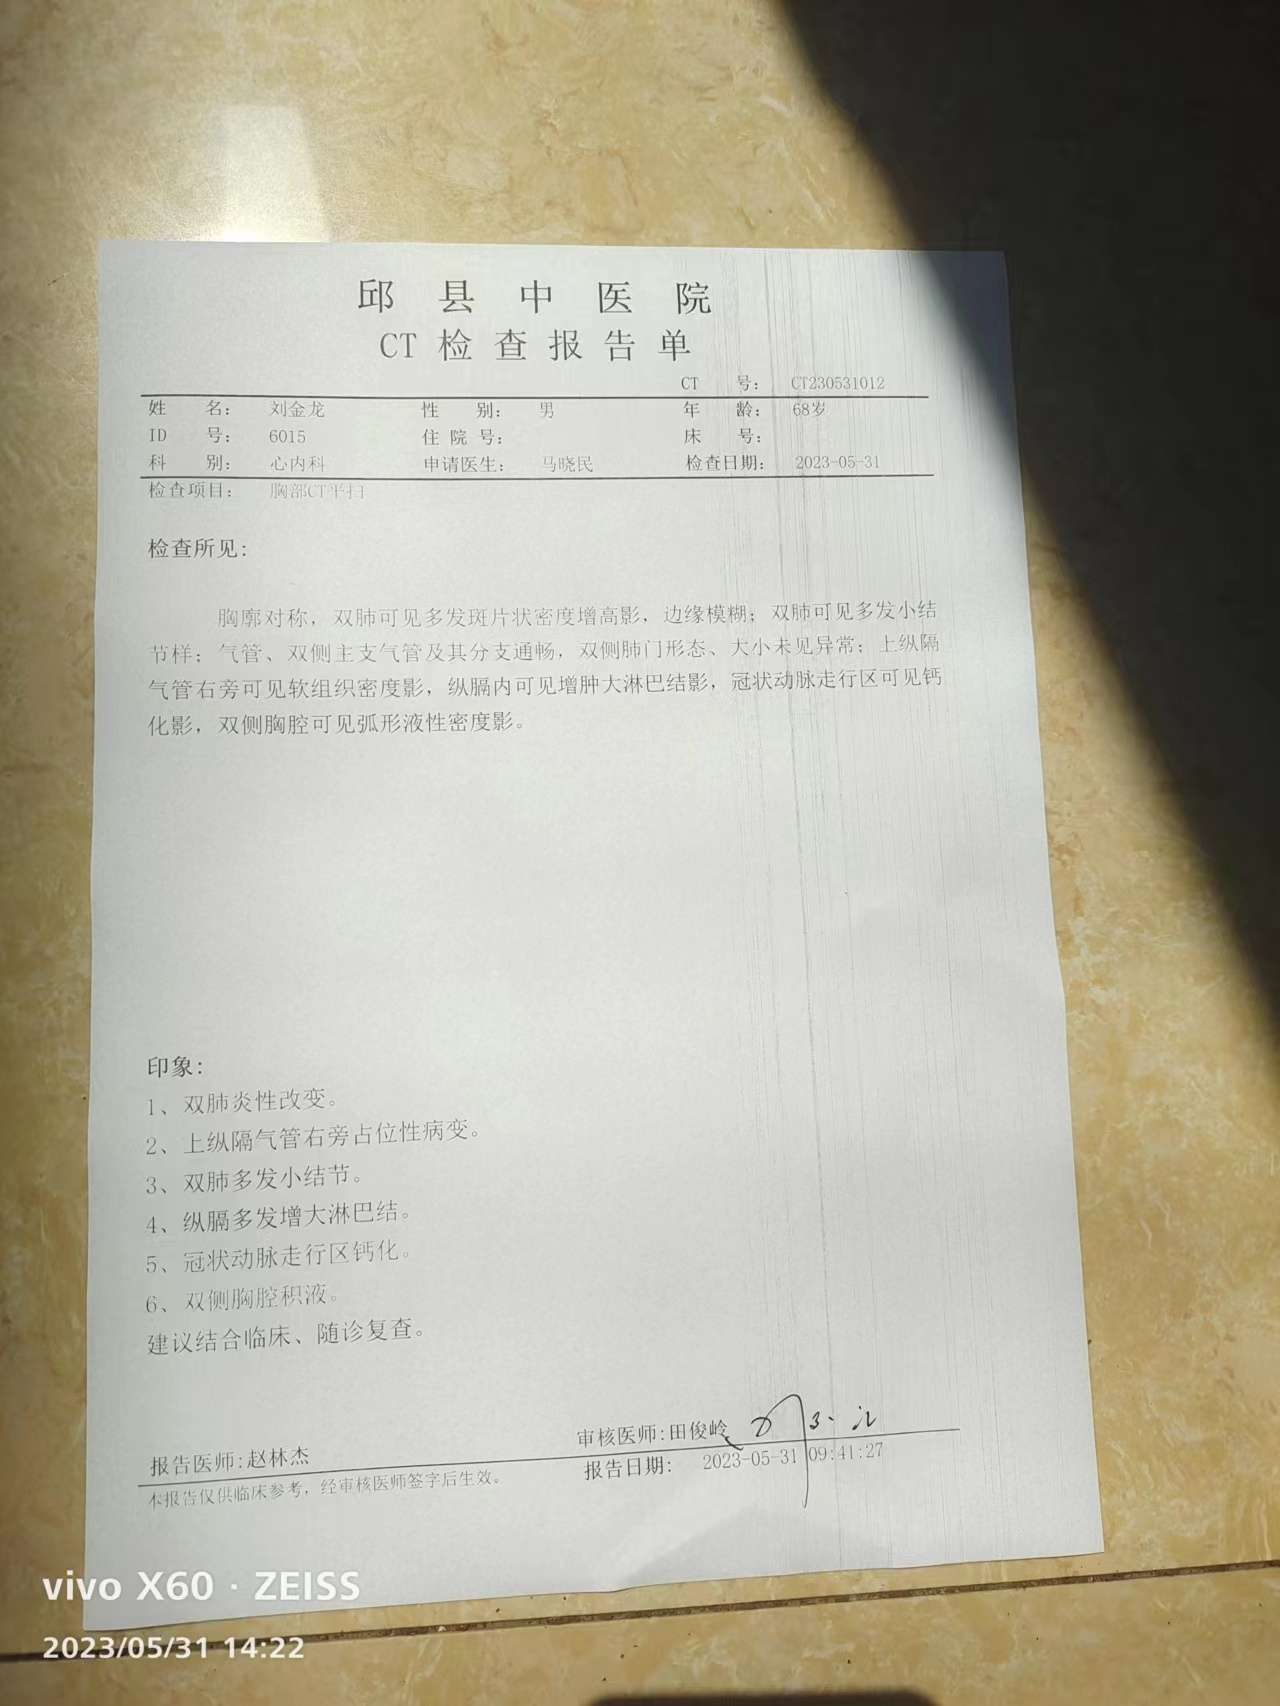 邱县中医院
CT检查报告单
CT 号： CT230531012
姓 名： 刘金龙 性 别： 男 年 龄： 68岁
ID 号： 6015 住院号： 床 号：
科 别： 心内科 申请医生： 马晓民 检查日期： 2023-05-31
检查项目： 胸部CT平扫
检查所见：
胸廓对称，双肺可见多发斑片状密度增高影，边缘模糊；双肺可见多发小结
节样；气管、双侧主支气管及其分支通畅，双侧肺门形态、大小未见异常；上纵隔
气管右旁可见软组织密度影，纵膈内可见增肿大淋巴结影，冠状动脉走行区可见钙
化影，双侧胸腔可见弧形液性密度影。
印象：
1、双肺炎性改变。
2、上纵隔气管右旁占位性病变。
3、双肺多发小结节。
4、纵膈多发增大淋巴结。
5、冠状动脉走行区钙化。
6、双侧胸腔积液。
建议结合临床、随诊复查。
报告医师:赵林杰 审核医师:田俊岭
报告日期： 2023-05-31 09:41:27
本报告仅供临床参考，经审核医师签字后生效。
vivo X60 · ZEISS
2023/05/31 14:22